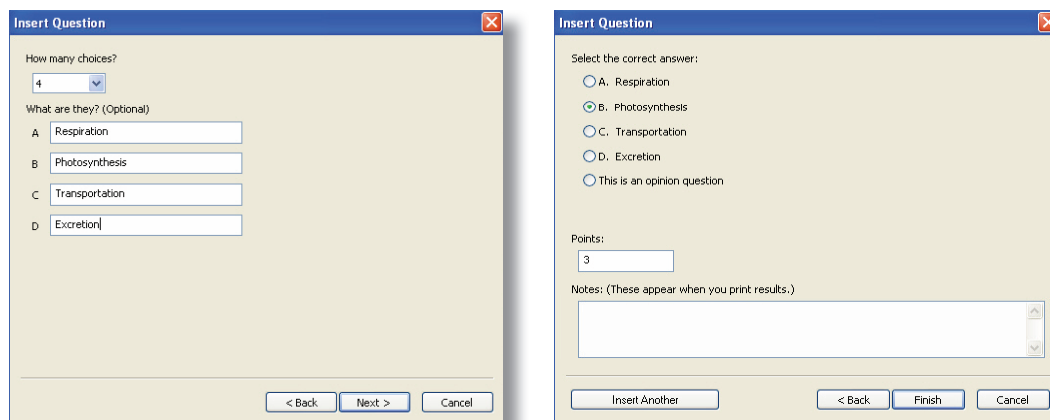 Insert Question
How many choices?
4
What are they? (Optional)
A Respiration
B Photosynthesis
C Transportation
D Excretion
< Back Next > Cancel
Insert Question
Select the correct answer:
A. Respiration
B. Photosynthesis
C. Transportation
D. Excretion
This is an opinion question
Points:
3
Notes: (These appear when you print results.)
Insert Another < Back Finish Cancel